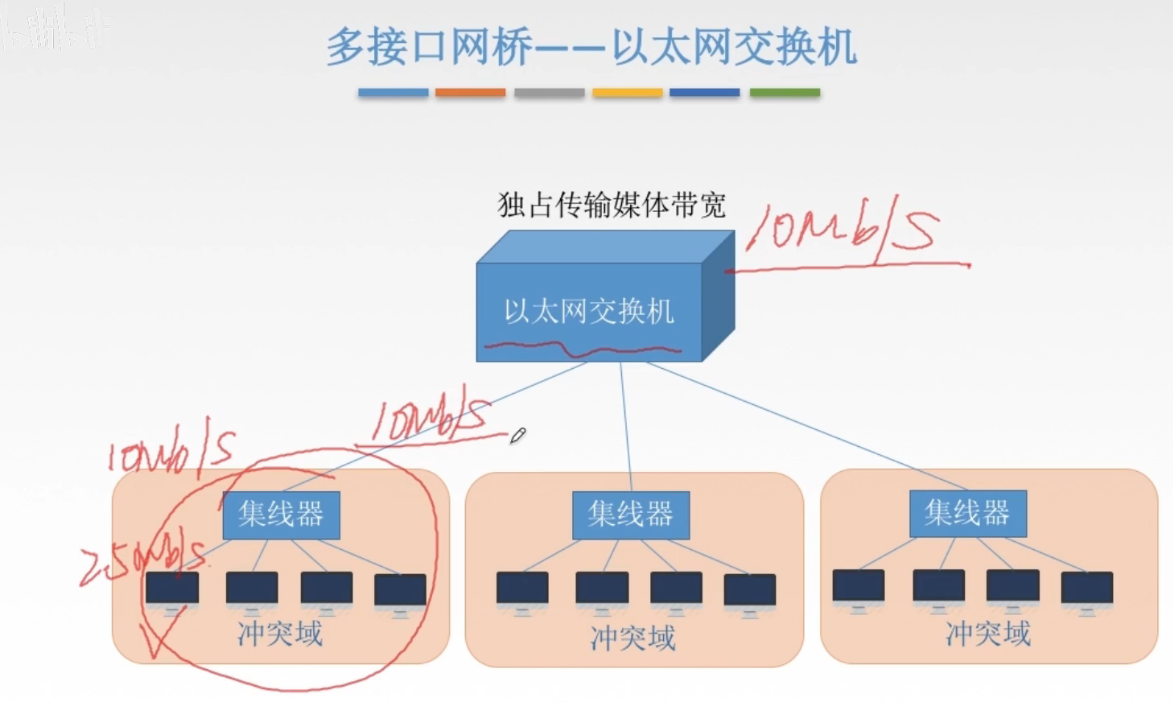 多接口网桥——以太网交换机
独占传输媒体带宽
10Mb/s
以太网交换机
10Mb/s
10Mb/s
集线器
集线器
集线器
2.5Mb/s
冲突域
冲突域
冲突域